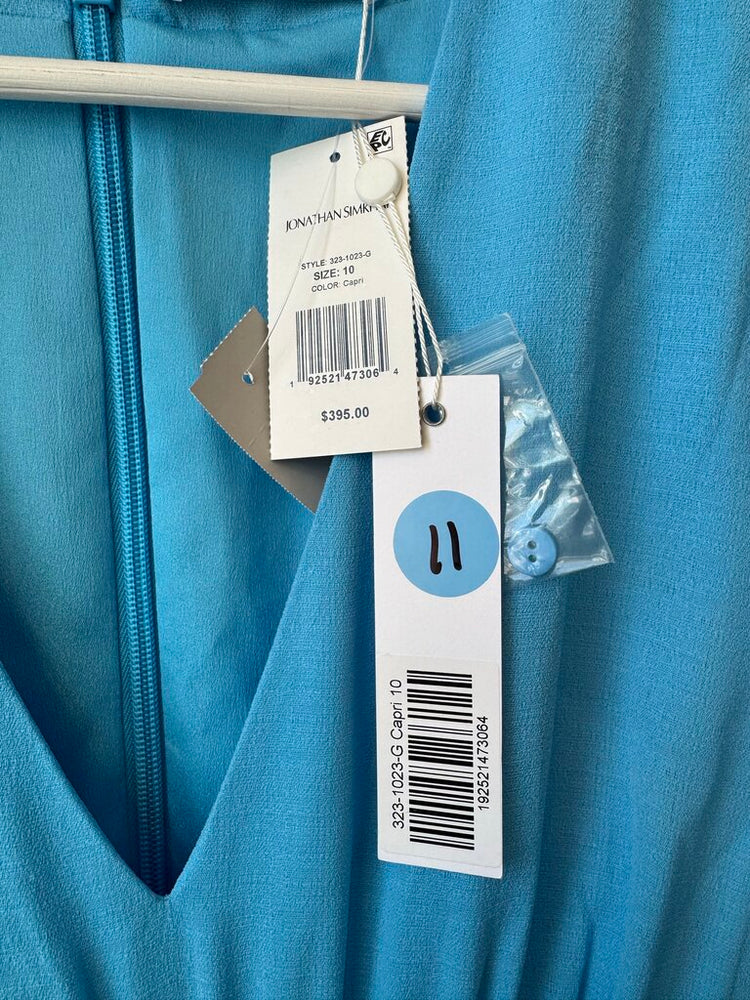 EC
JONATHAN
STYLE: 323-1023-G
SIZE: 10
COLOR: Capri
1 92521 47306 4
$395.00
11
323-1023-G Capri 10
192521473064